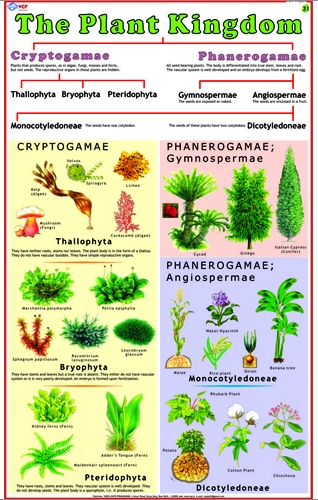 VCP
31
The Plant Kingdom
Cryptogamae
Phanerogamae
Plants that produces spores, as in algae, fungi, mosses and ferns,
but not seeds. The reproductive organs in these plants are hidden.
All seed bearing plants. The body is differentiated into true stem, leaves and root.
The vascular system is well developed and an embryo develops from a fertilized egg.
Thallophyta Bryophyta Pteridophyta
Gymnospermae
The seeds are exposed or naked.
Angiospermae
The seeds are enclosed in a fruit.
Monocotyledoneae The seeds have one cotyledon.
The seeds of these plants have two cotyledons. Dicotyledoneae
CRYPTOGAMAE
Volvox
Spirogyra
Kelp
(Algae)
Lichen
Mushroom
(Fungi)
Cockscomb (Algae)
Thallophyta
They have neither roots, stems nor leaves. The plant body is in the form of a thallus.
They do not have vascular bundles. They have simple reproductive organs.
Marchantia polymorpha
Pellia epiphylla
Sphagnum papillosum
Racomitrium
lanuginosum
Leucobryum
glaucum
Bryophyta
They have stems and leaves but a true root is absent. They either do not have vascular
system or it is very poorly developed. An embryo is formed upon fertilization.
Kidney ferns (Fern)
Adder's Tongue (Fern)
Maidenhair spleenwort (Fern)
Pteridophyta
They have roots, stems and leaves. They vascular system is well developed. They
do not develop seeds. The plant body is a sporophyte, i.e. it produces spores.
PHANEROGAMAE;
Gymnospermae
Cycad
Ginkgo
Italian Cypress
(Conifer)
PHANEROGAMAE;
Angiospermae
Water Hyacinth
Maize
Rice plant
Onion
Banana tree
Monocotyledoneae
Rhubarb Plant
Potato
Cotton Plant
Chinchona
Dicotyledoneae